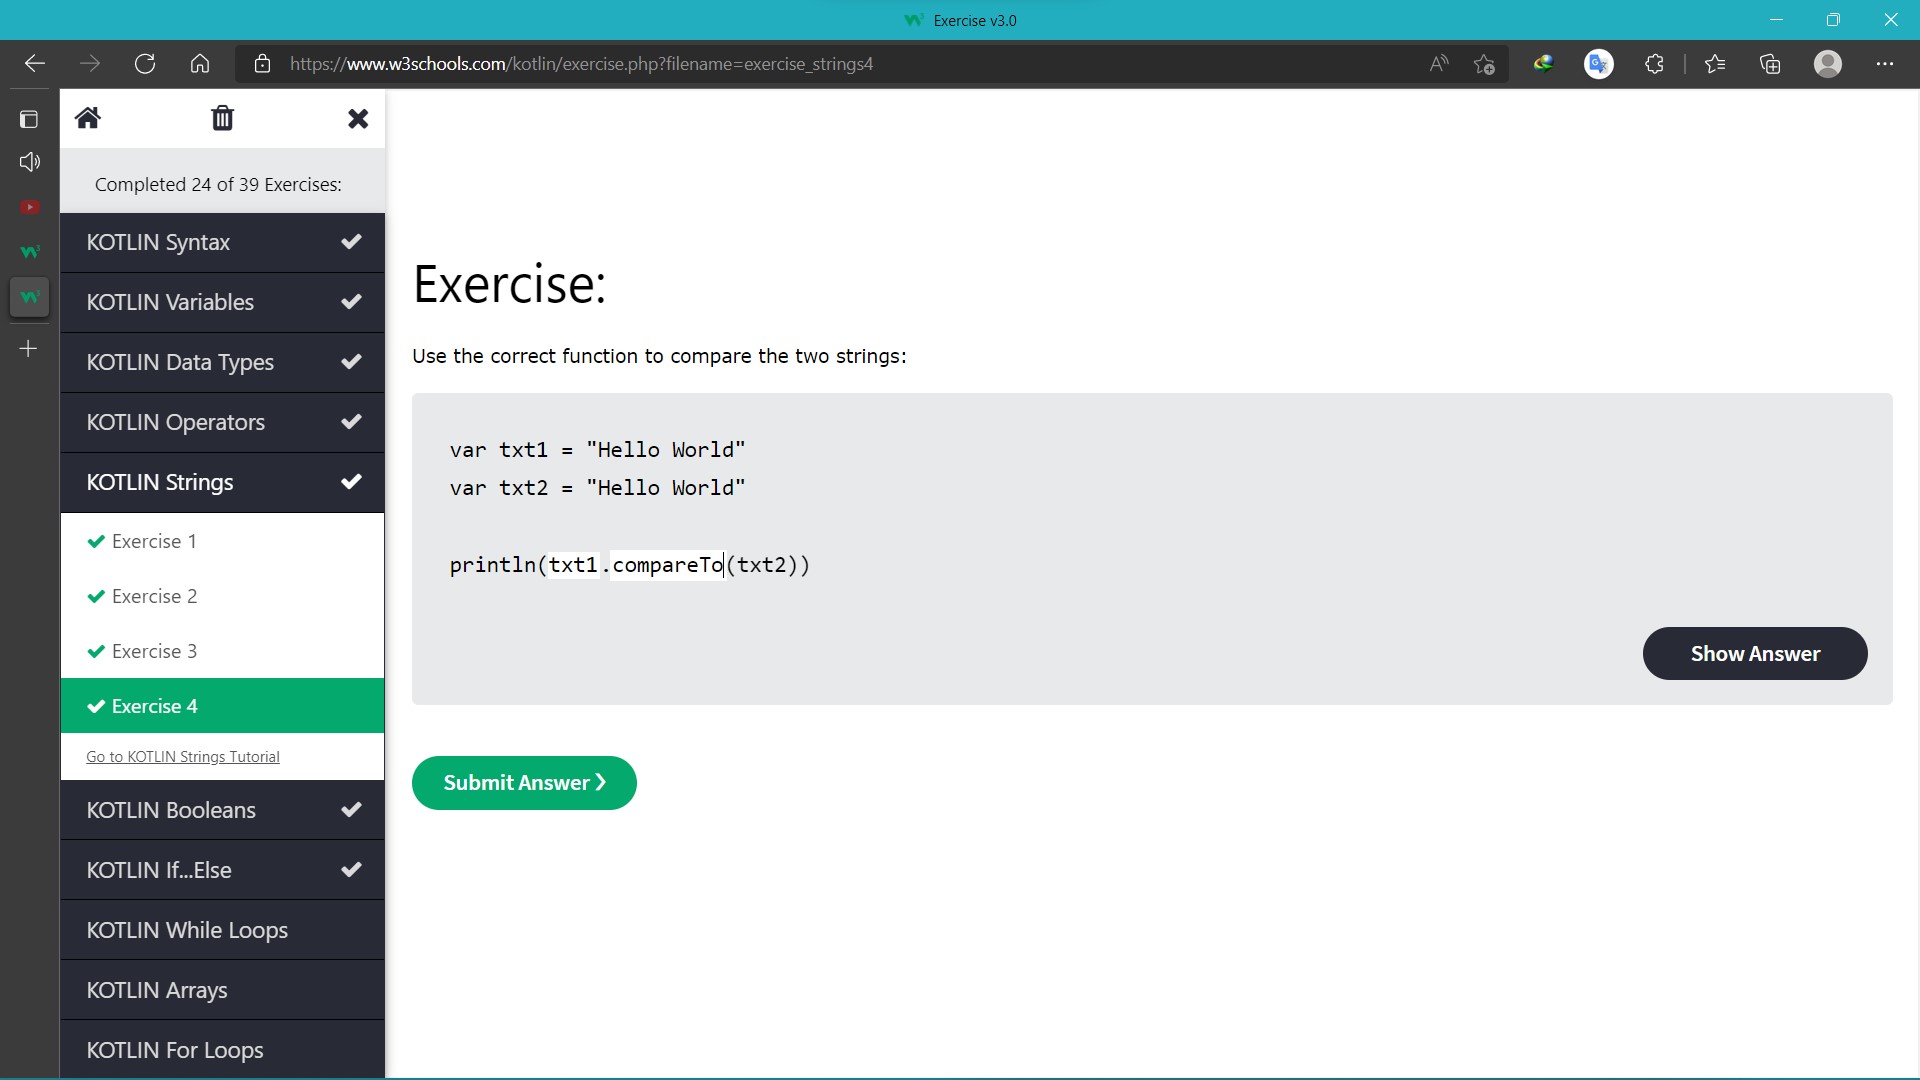 Exercise v3.0
https://www.w3schools.com/kotlin/exercise.php?filename=exercise_strings4
Completed 24 of 39 Exercises:
KOTLIN Syntax
KOTLIN Variables
KOTLIN Data Types
KOTLIN Operators
KOTLIN Strings
Exercise 1
Exercise 2
Exercise 3
Exercise 4
Go to KOTLIN Strings Tutorial
KOTLIN Booleans
KOTLIN If...Else
KOTLIN While Loops
KOTLIN Arrays
KOTLIN For Loops
Exercise:
Use the correct function to compare the two strings:
var txt1 = "Hello World"
var txt2 = "Hello World"
println(txt1.compareTo(txt2))
Show Answer
Submit Answer ❯